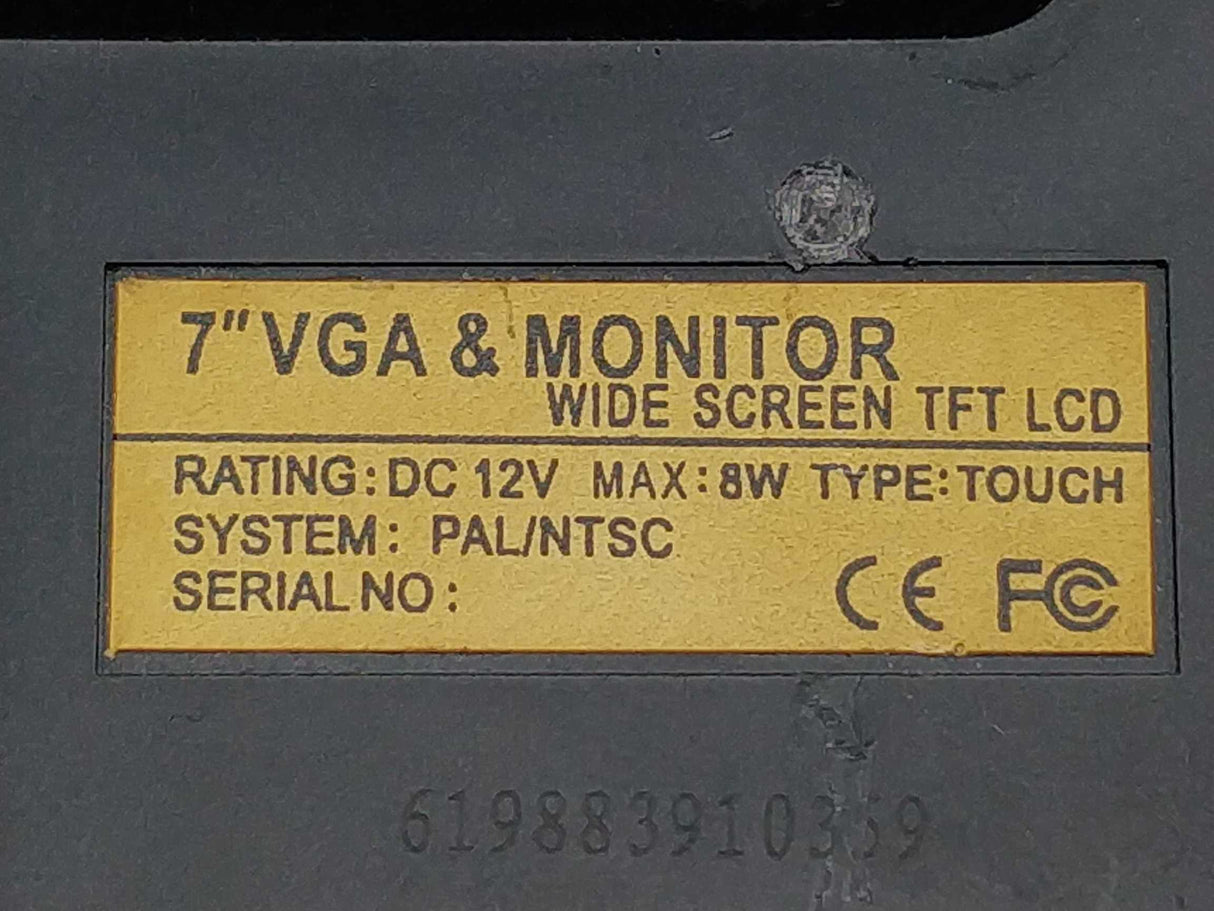 7" VGA & MONITOR
WIDE SCREEN TFT LCD
RATING: DC 12V MAX: 8W TYPE: TOUCH
SYSTEM: PAL/NTSC
SERIAL NO:
CE FC
619883910359